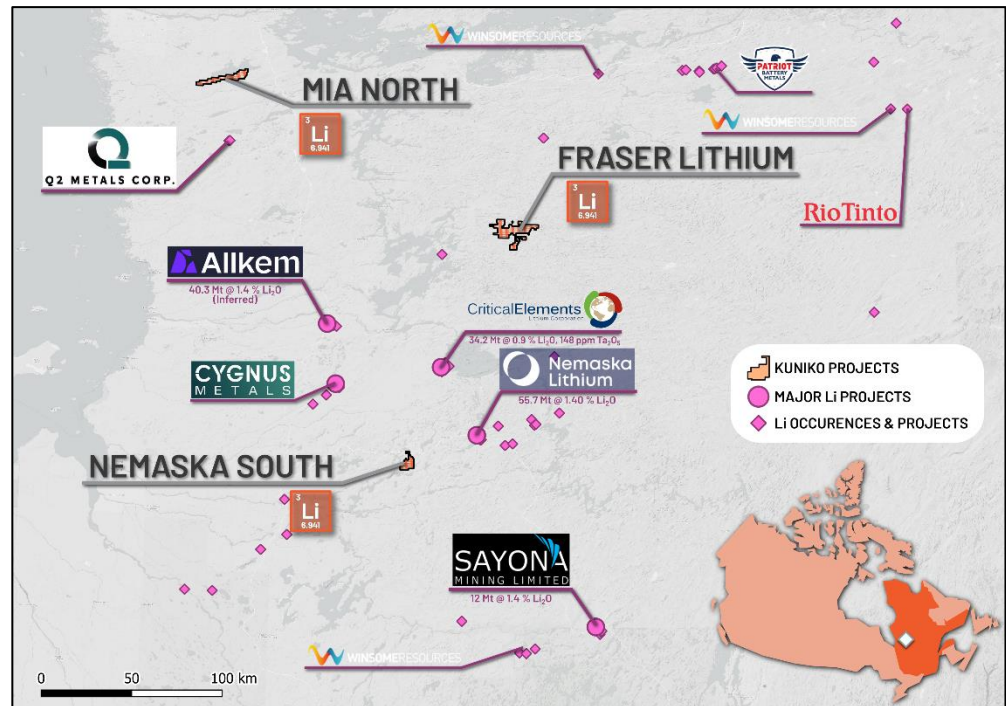 WINSOMERESOURCES
PATRIOT
BATTERY
METALS
MIA NORTH
3
Li
6.941
WINSOMERESOURCES
Q2 METALS CORP.
FRASER LITHIUM
3
Li
6.941
RioTinto
Allkem
40.3 Mt @ 1.4 % Li₂O
(Inferred)
CriticalElements
Lithium Corporation
34.2 Mt @ 0.9 % Li₂O, 148 ppm Ta₂O₅
CYGNUS
METALS
Nemaska
Lithium
55.7 Mt @ 1.40 % Li₂O
KUNIKO PROJECTS
MAJOR Li PROJECTS
Li OCCURENCES & PROJECTS
NEMASKA SOUTH
3
Li
6.941
SAYONA
MINING LIMITED
12 Mt @ 1.4 % Li₂O
WINSOMERESOURCES
0 50 100 km